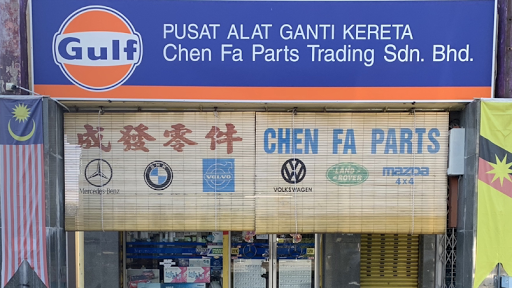 Gulf
PUSAT ALAT GANTI KERETA
Chen Fa Parts Trading Sdn. Bhd.
成發零件
CHEN FA PARTS
Mercedes-Benz
BMW
VOLVO
VOLKSWAGEN
LAND ROVER
mazda
4x4